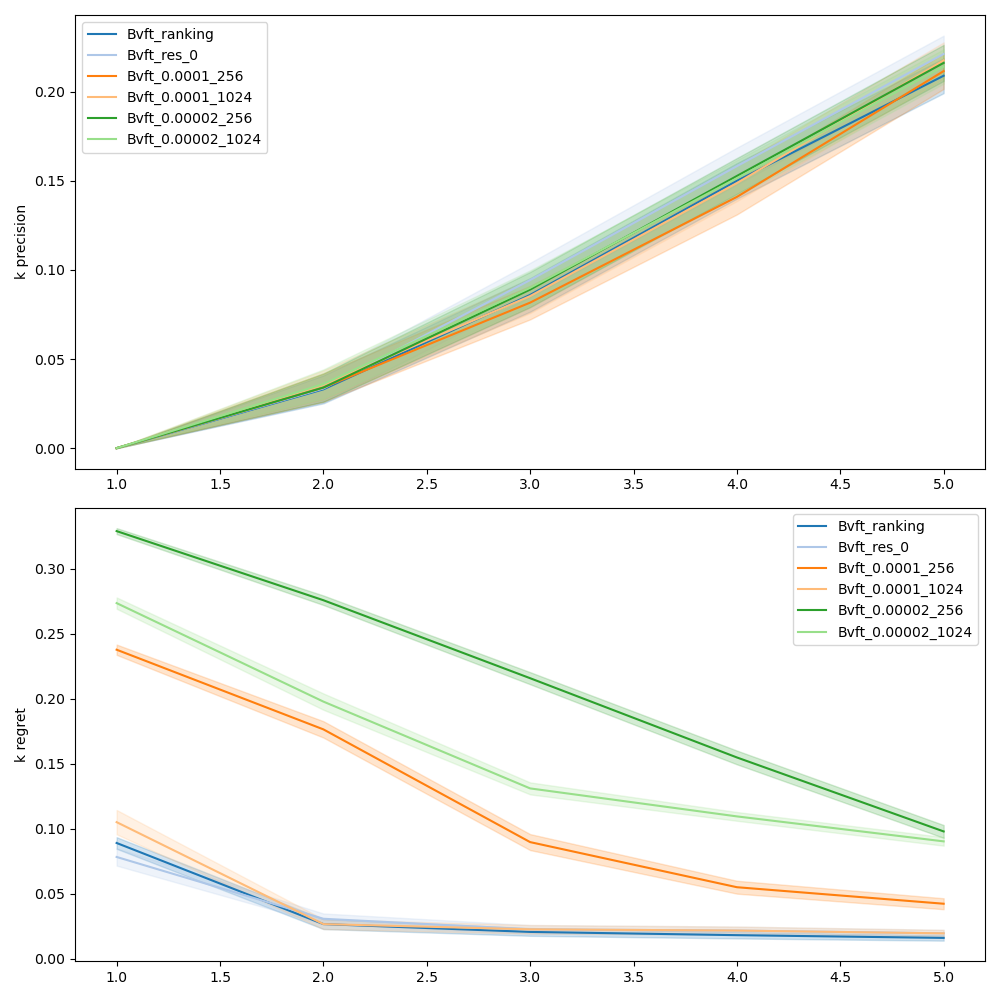 k precision
0.20
0.15
0.10
0.05
0.00
Bvft_ranking
Bvft_res_0
Bvft_0.0001_256
Bvft_0.0001_1024
Bvft_0.00002_256
Bvft_0.00002_1024
1.0 1.5 2.0 2.5 3.0 3.5 4.0 4.5 5.0
k regret
0.30
0.25
0.20
0.15
0.10
0.05
0.00
Bvft_ranking
Bvft_res_0
Bvft_0.0001_256
Bvft_0.0001_1024
Bvft_0.00002_256
Bvft_0.00002_1024
1.0 1.5 2.0 2.5 3.0 3.5 4.0 4.5 5.0